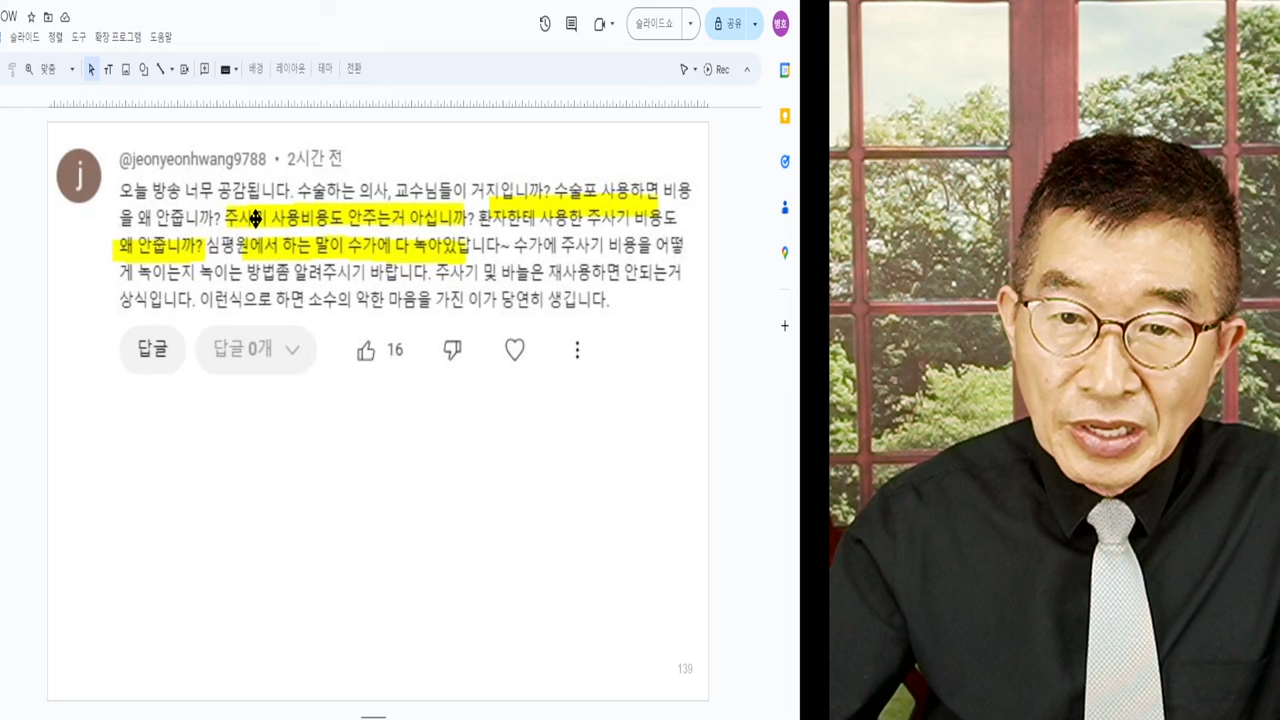 OW
슬라이드쇼
공유
병호
슬라이드 정렬 도구 확장 프로그램 도움말
맞춤 배경 레이아웃 테마 전환 Rec
j
@jeonyeonhwang9788 • 2시간 전
오늘 방송 너무 공감됩니다. 수술하는 의사, 교수님들이 거지입니까? 수술포 사용하면 비용
을 왜 안줍니까? 주사기 사용비용도 안주는거 아십니까? 환자한테 사용한 주사기 비용도
왜 안줍니까? 심평원에서 하는 말이 수가에 다 녹아있답니다~ 수가에 주사기 비용을 어떻
게 녹이는지 녹이는 방법좀 알려주시기 바랍니다. 주사기 및 바늘은 재사용하면 안되는거
상식입니다. 이런식으로 하면 소수의 악한 마음을 가진 이가 당연히 생깁니다.
답글 답글 0개 16
139